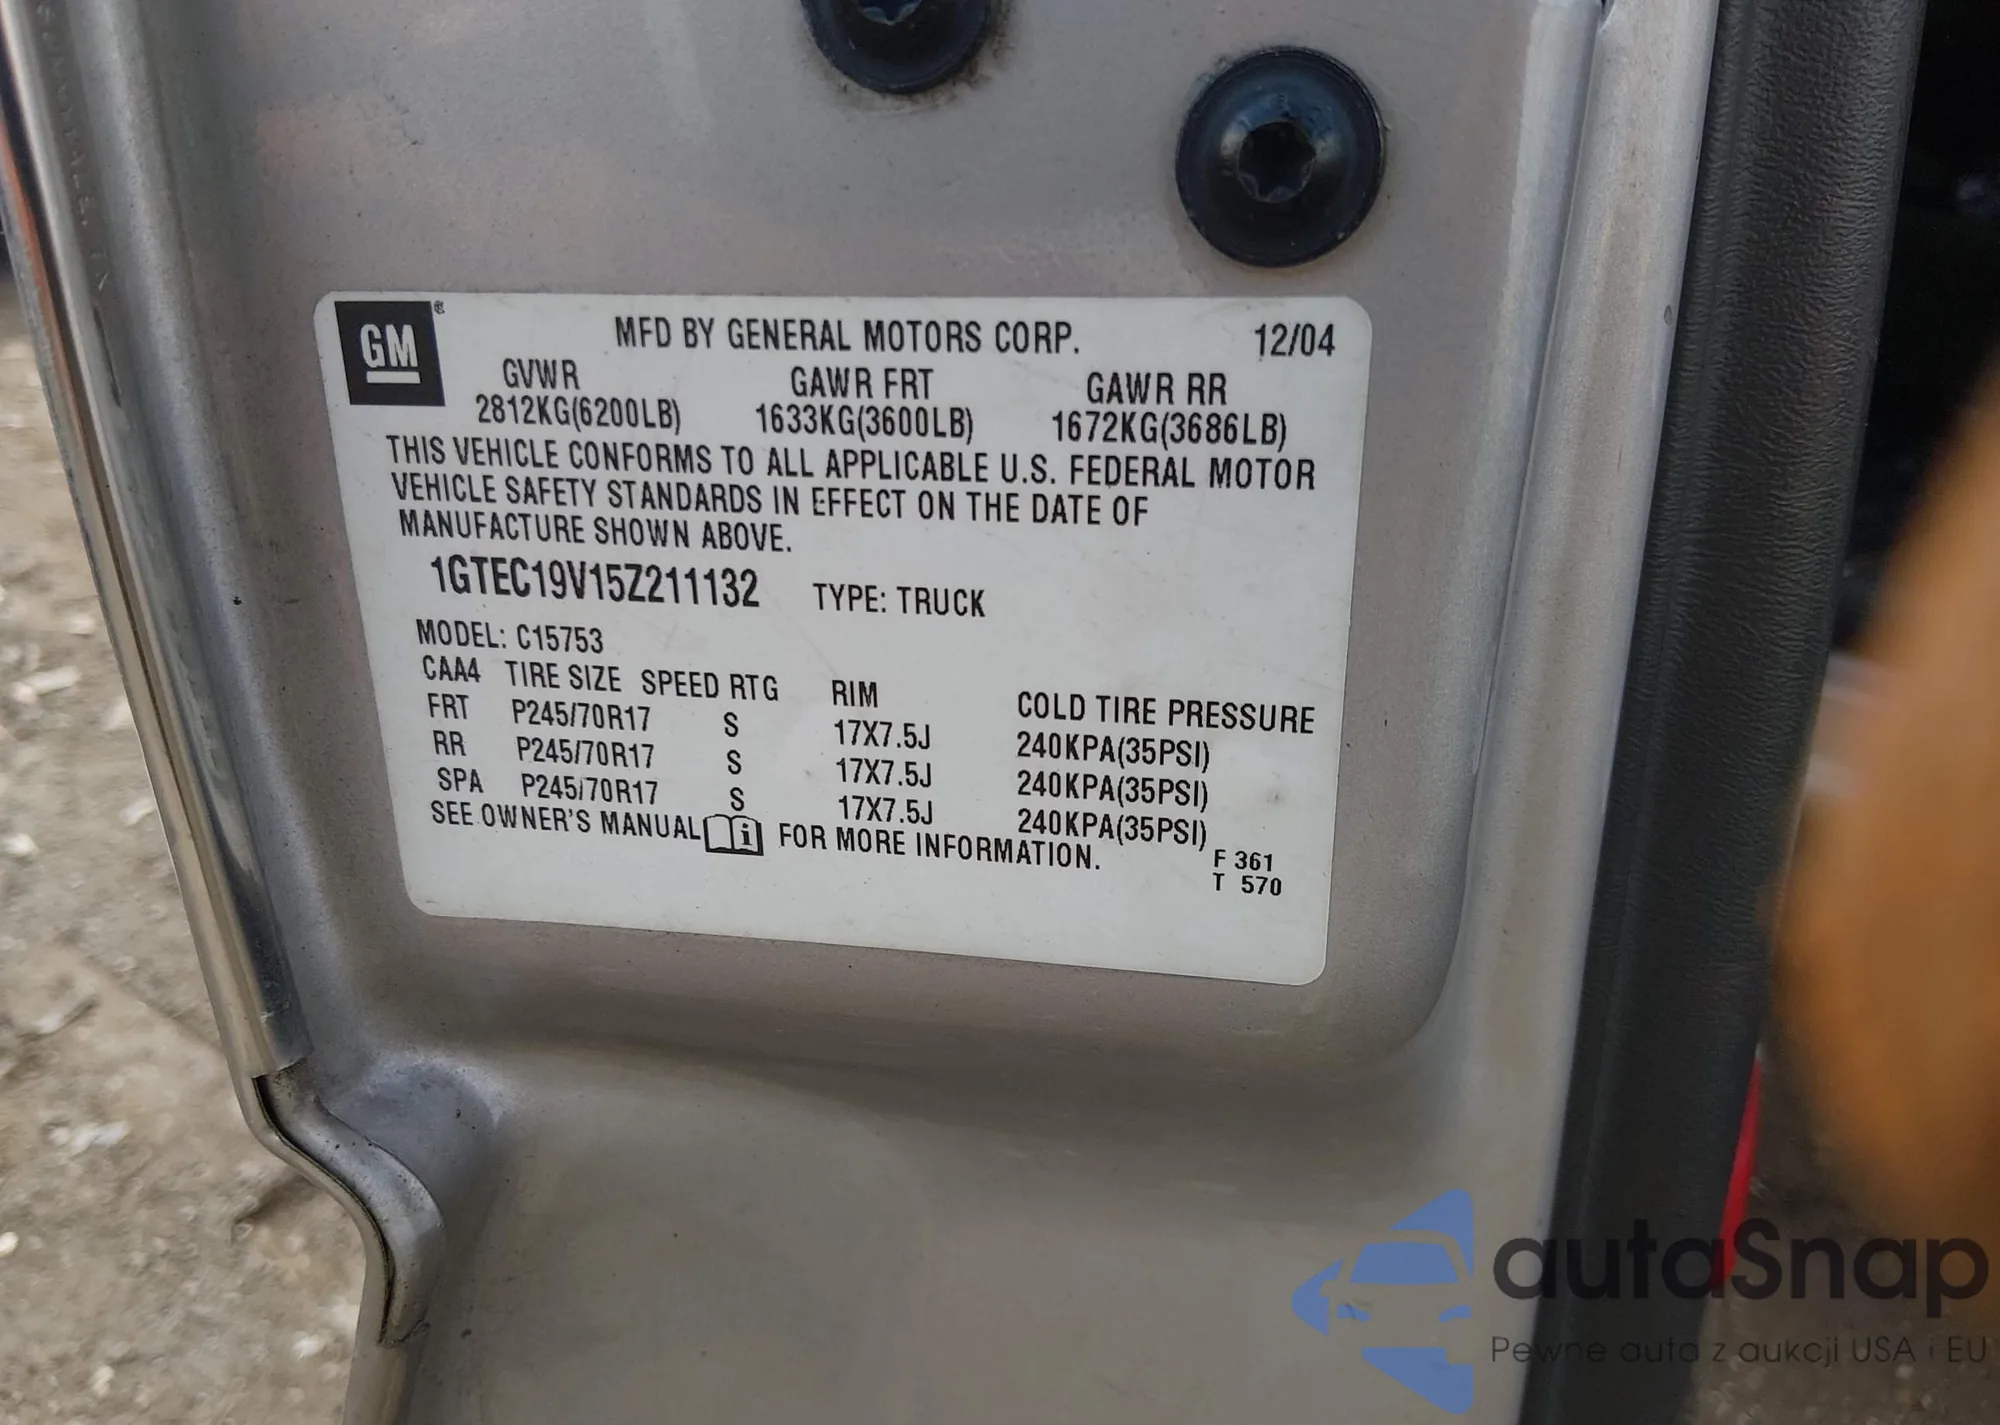 GM
MFD BY GENERAL MOTORS CORP. 12/04
GVWR GAWR FRT GAWR RR
2812KG(6200LB) 1633KG(3600LB) 1672KG(3686LB)
THIS VEHICLE CONFORMS TO ALL APPLICABLE U.S. FEDERAL MOTOR
VEHICLE SAFETY STANDARDS IN EFFECT ON THE DATE OF
MANUFACTURE SHOWN ABOVE.
1GTEC19V15Z211132 TYPE: TRUCK
MODEL: C15753
CAA4 TIRE SIZE SPEED RTG RIM COLD TIRE PRESSURE
FRT P245/70R17 S 17X7.5J 240KPA(35PSI)
RR P245/70R17 S 17X7.5J 240KPA(35PSI)
SPA P245/70R17 S 17X7.5J 240KPA(35PSI)
SEE OWNER'S MANUAL FOR MORE INFORMATION.
F 361
T 570
autaSnap
Pewne auta z aukcji USA i EU